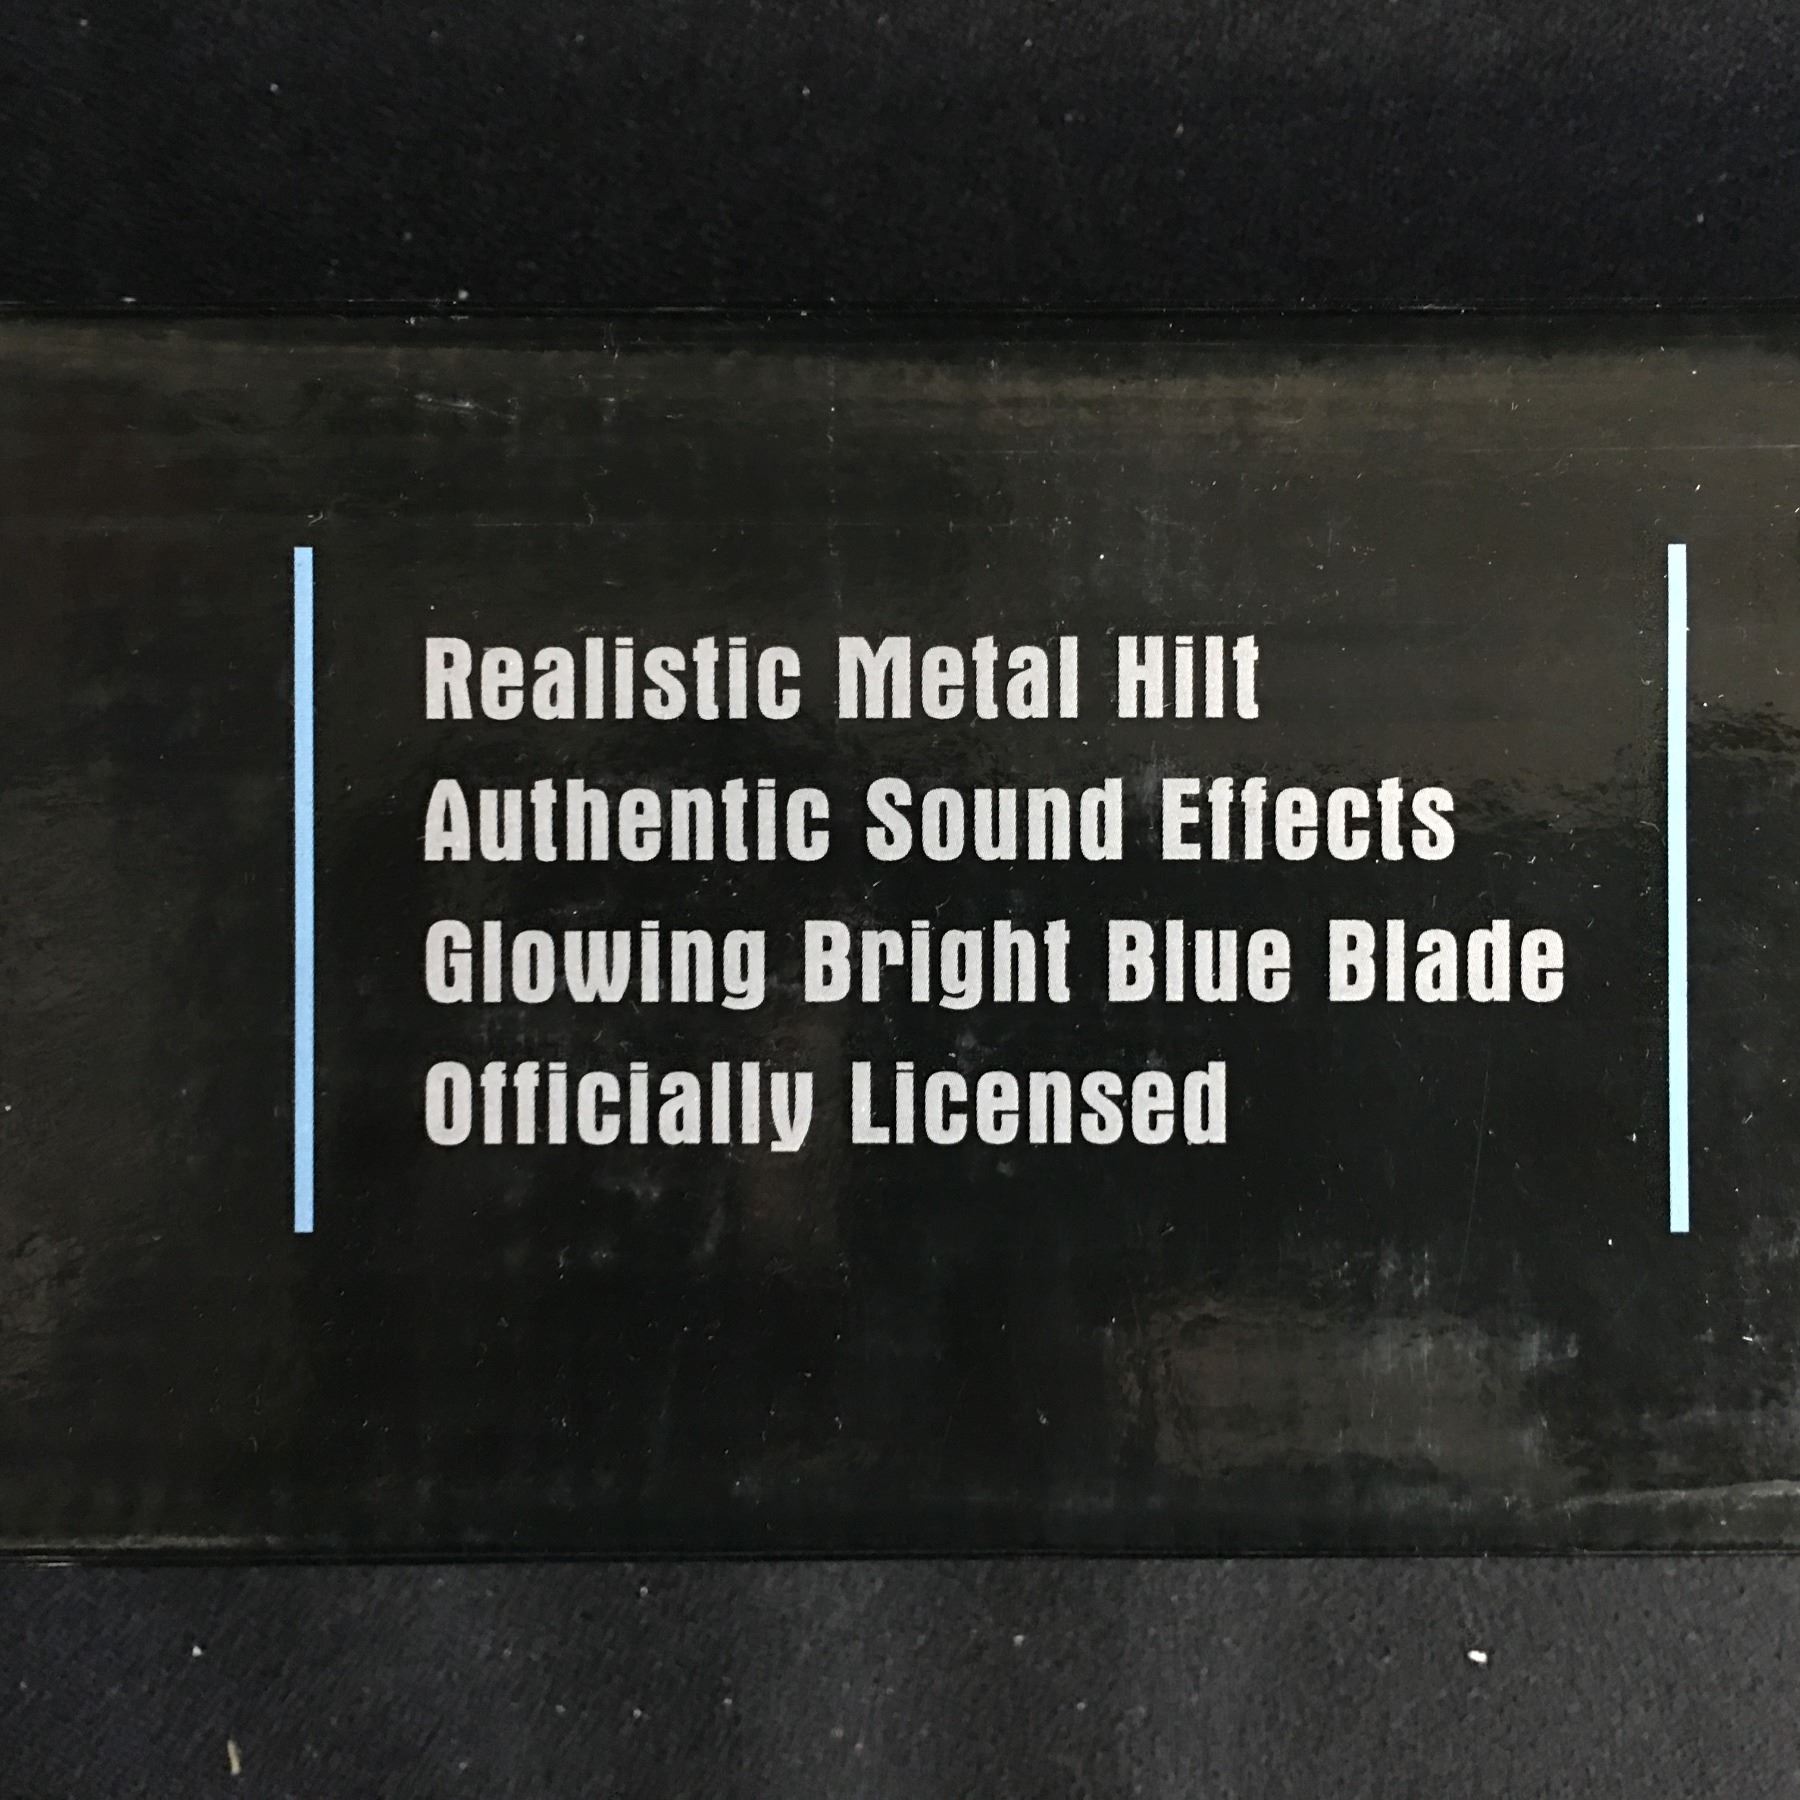 Realistic Metal Hilt
Authentic Sound Effects
Glowing Bright Blue Blade
Officially Licensed